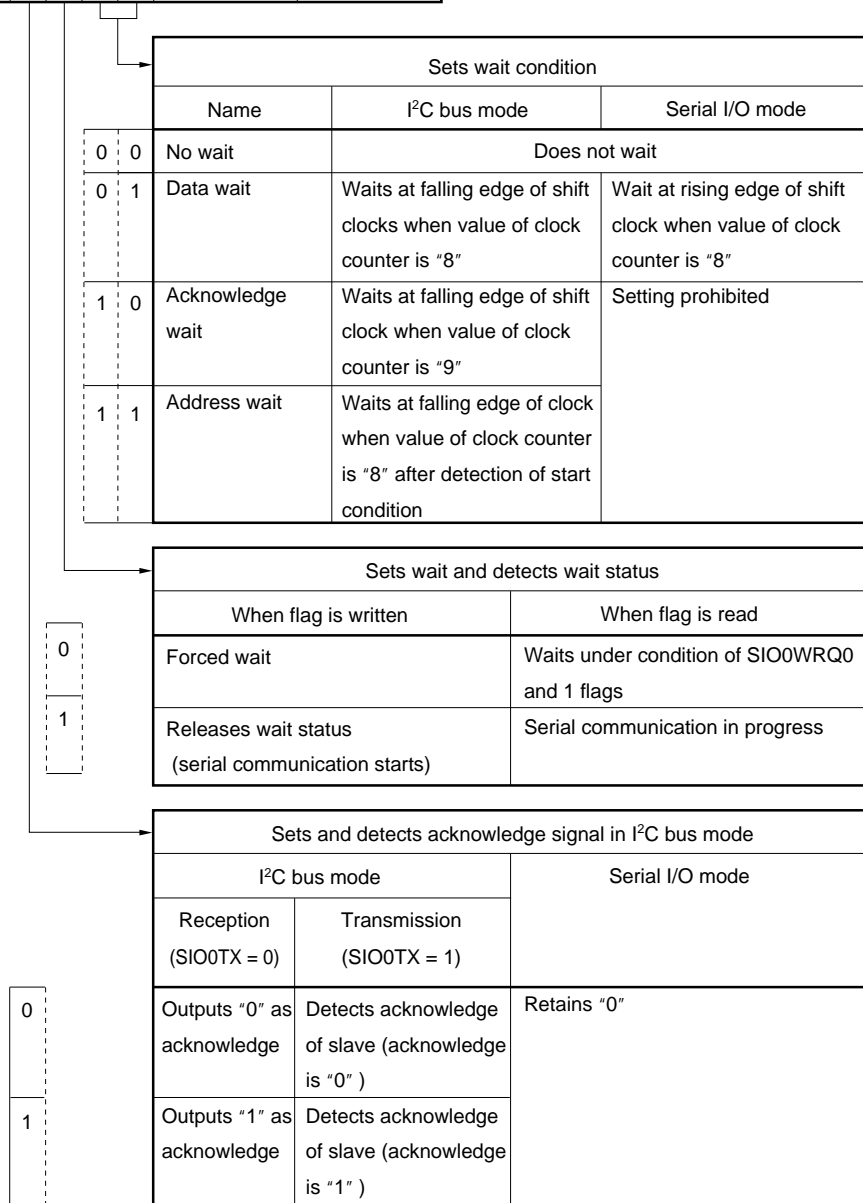 Sets wait condition
Name I²C bus mode Serial I/O mode
0 0 No wait Does not wait
0 1 Data wait Waits at falling edge of shift Wait at rising edge of shift
clocks when value of clock clock when value of clock
counter is “8” counter is “8”
1 0 Acknowledge Waits at falling edge of shift Setting prohibited
wait clock when value of clock
counter is “9”
1 1 Address wait Waits at falling edge of clock
when value of clock counter
is “8” after detection of start
condition
Sets wait and detects wait status
When flag is written When flag is read
0 Forced wait Waits under condition of SIO0WRQ0
and 1 flags
1 Releases wait status Serial communication in progress
(serial communication starts)
Sets and detects acknowledge signal in I²C bus mode
I²C bus mode Serial I/O mode
Reception Transmission
(SIO0TX = 0) (SIO0TX = 1)
0 Outputs “0” as Detects acknowledge Retains “0”
acknowledge of slave (acknowledge
is “0” )
1 Outputs “1” as Detects acknowledge
acknowledge of slave (acknowledge
is “1” )